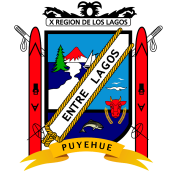 X REGION DE LOS LAGOS
ENTRE LAGOS
PUYEHUE